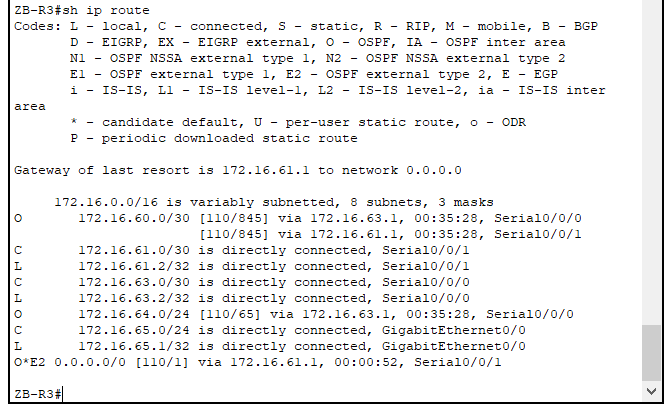 ZB-R3#sh ip route
Codes: L - local, C - connected, S - static, R - RIP, M - mobile, B - BGP
       D - EIGRP, EX - EIGRP external, O - OSPF, IA - OSPF inter area
       N1 - OSPF NSSA external type 1, N2 - OSPF NSSA external type 2
       E1 - OSPF external type 1, E2 - OSPF external type 2, E - EGP
       i - IS-IS, L1 - IS-IS level-1, L2 - IS-IS level-2, ia - IS-IS inter
area
       * - candidate default, U - per-user static route, o - ODR
       P - periodic downloaded static route
Gateway of last resort is 172.16.61.1 to network 0.0.0.0
     172.16.0.0/16 is variably subnetted, 8 subnets, 3 masks
O       172.16.60.0/30 [110/845] via 172.16.63.1, 00:35:28, Serial0/0/0
                       [110/845] via 172.16.61.1, 00:35:28, Serial0/0/1
C       172.16.61.0/30 is directly connected, Serial0/0/1
L       172.16.61.2/32 is directly connected, Serial0/0/1
C       172.16.63.0/30 is directly connected, Serial0/0/0
L       172.16.63.2/32 is directly connected, Serial0/0/0
O       172.16.64.0/24 [110/65] via 172.16.63.1, 00:35:28, Serial0/0/0
C       172.16.65.0/24 is directly connected, GigabitEthernet0/0
L       172.16.65.1/32 is directly connected, GigabitEthernet0/0
O*E2 0.0.0.0/0 [110/1] via 172.16.61.1, 00:00:52, Serial0/0/1
ZB-R3#